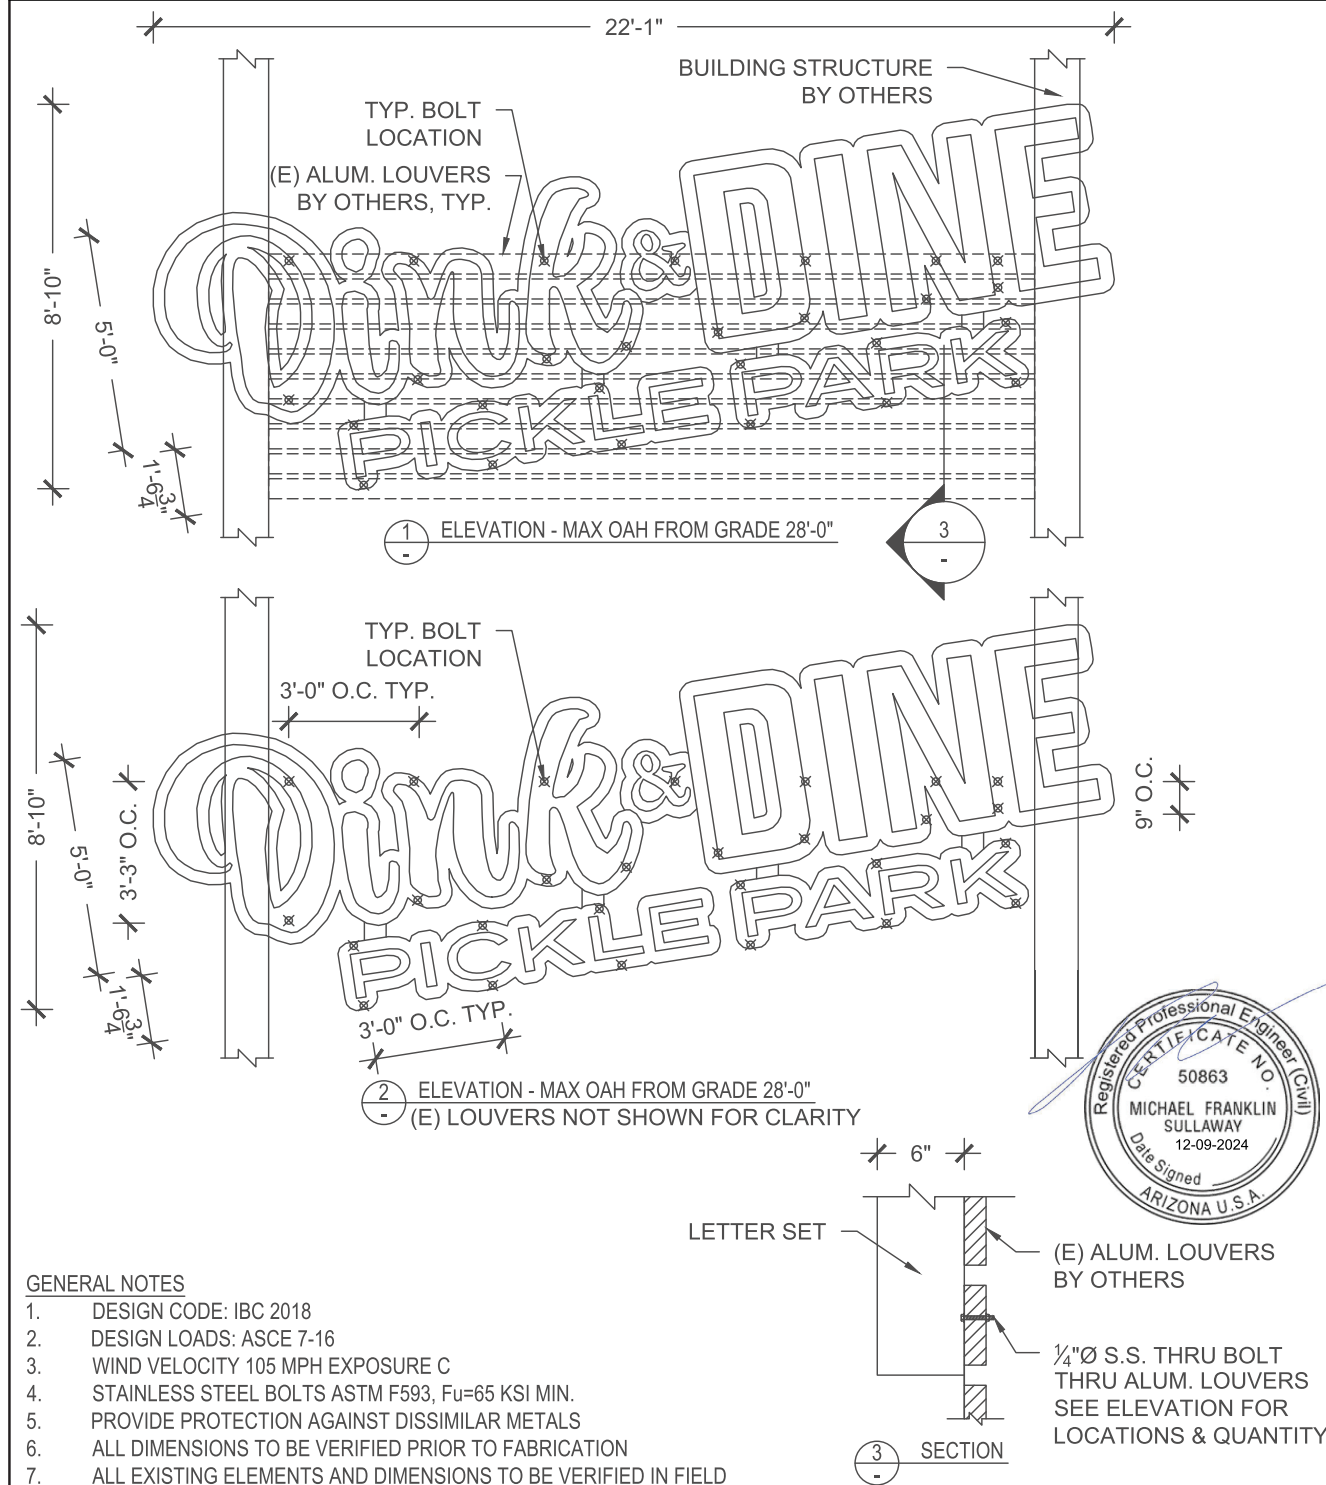 22'-1"
BUILDING STRUCTURE
BY OTHERS
TYP. BOLT
LOCATION
(E) ALUM. LOUVERS
BY OTHERS, TYP.
8'-10"
5'-0"
1'-6 3/4"
Dink & DINE
PICKLE PARK
1
-
ELEVATION - MAX OAH FROM GRADE 28'-0"
3
-
TYP. BOLT
LOCATION
3'-0" O.C. TYP.
8'-10"
5'-0"
3'-3" O.C.
1'-6 3/4"
9" O.C.
Dink & DINE
PICKLE PARK
3'-0" O.C. TYP.
2
-
ELEVATION - MAX OAH FROM GRADE 28'-0"
(E) LOUVERS NOT SHOWN FOR CLARITY
Registered Professional Engineer (Civil)
CERTIFICATE NO.
50863
MICHAEL FRANKLIN
SULLAWAY
12-09-2024
Date Signed
ARIZONA U.S.A.
6"
LETTER SET
(E) ALUM. LOUVERS
BY OTHERS
1/4"Ø S.S. THRU BOLT
THRU ALUM. LOUVERS
SEE ELEVATION FOR
LOCATIONS & QUANTITY
3
-
SECTION
GENERAL NOTES
1. DESIGN CODE: IBC 2018
2. DESIGN LOADS: ASCE 7-16
3. WIND VELOCITY 105 MPH EXPOSURE C
4. STAINLESS STEEL BOLTS ASTM F593, Fu=65 KSI MIN.
5. PROVIDE PROTECTION AGAINST DISSIMILAR METALS
6. ALL DIMENSIONS TO BE VERIFIED PRIOR TO FABRICATION
7. ALL EXISTING ELEMENTS AND DIMENSIONS TO BE VERIFIED IN FIELD